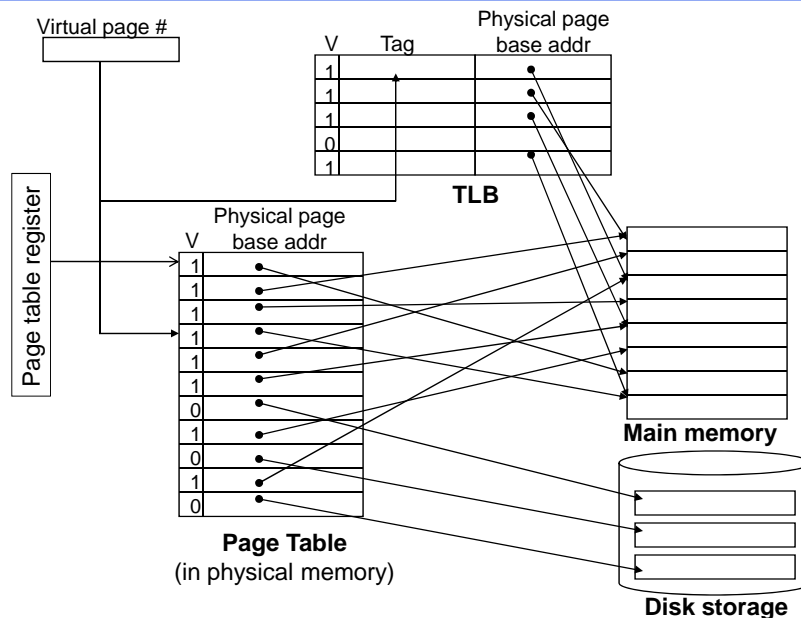 Virtual page #
Physical page
base addr
V
Tag
1
1
1
0
1
TLB
Page table register
Physical page
base addr
V
1
1
1
1
1
1
0
1
0
1
0
Page Table
(in physical memory)
Main memory
Disk storage